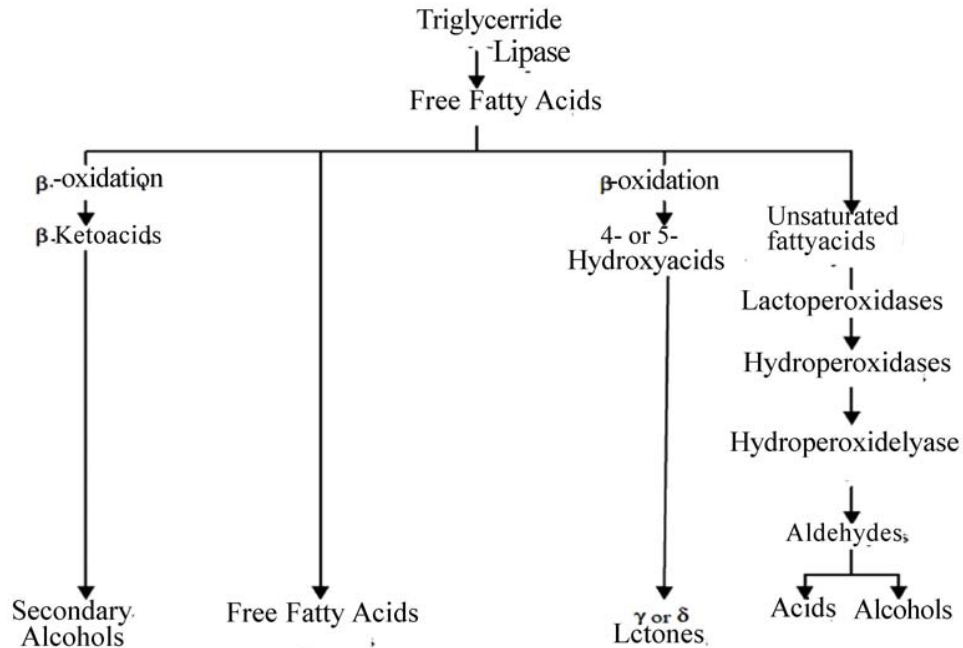 Triglycerride
Lipase
Free Fatty Acids
β-oxidation
β-Ketoacids
β-oxidation
4- or 5-
Hydroxyacids
Unsaturated
fattyacids
Lactoperoxidases
Hydroperoxidases
Hydroperoxidelyase
Aldehydes
Secondary
Alcohols
Free Fatty Acids
γ or δ
Lctones
Acids Alcohols